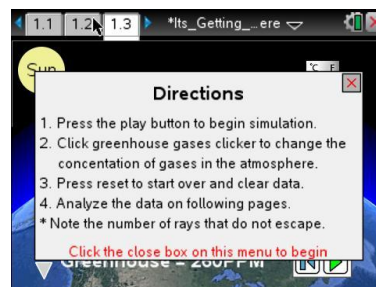 1.1 1.2 1.3 *Its_Getting_...ere
Sun
°C °F
Directions
1. Press the play button to begin simulation.
2. Click greenhouse gases clicker to change the
concentation of gases in the atmosphere.
3. Press reset to start over and clear data.
4. Analyze the data on following pages.
* Note the number of rays that do not escape.
Click the close box on this menu to begin
Greenhouse = 260PPM